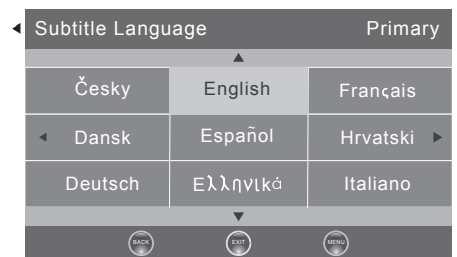 Subtitle Language Primary
Česky English Français
Dansk Español Hrvatski
Deutsch Ελληνικά Italiano
BACK EXIT MENU